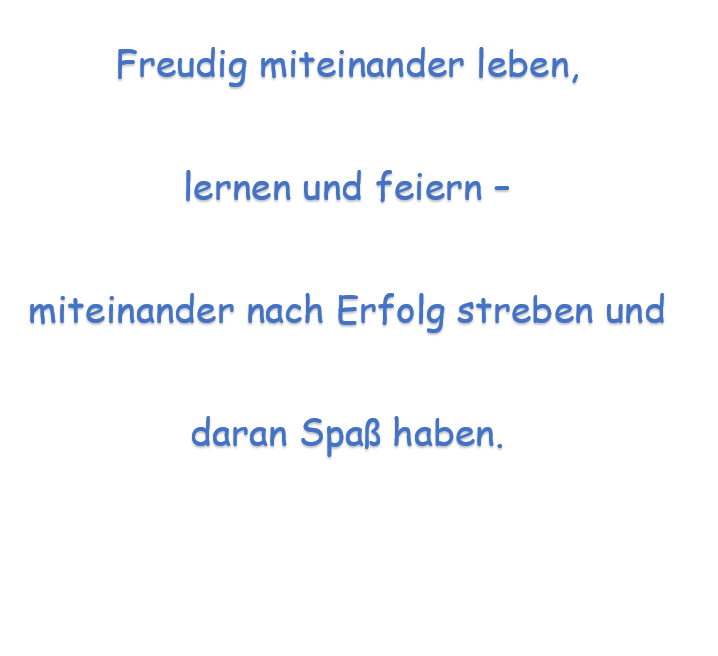 Freudig miteinander leben,
lernen und feiern –
miteinander nach Erfolg streben und
daran Spaß haben.